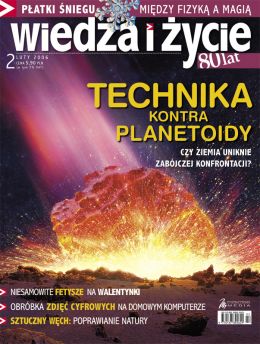 PŁATKI ŚNIEGU MIĘDZY FIZYKĄ A MAGIĄ
wiedza i życie
80 lat
2 LUTY 2006
TECHNIKA
KONTRA
PLANETOIDY
CZY ZIEMIA UNIKNIE
ZABÓJCZEJ KONFRONTACJI?
NIESAMOWITE FETYSZE NA WALENTYNKI
OBRÓBKA ZDJĘĆ CYFROWYCH NA DOMOWYM KOMPUTERZE
SZTUCZNY WĘCH: POPRAWIANIE NATURY